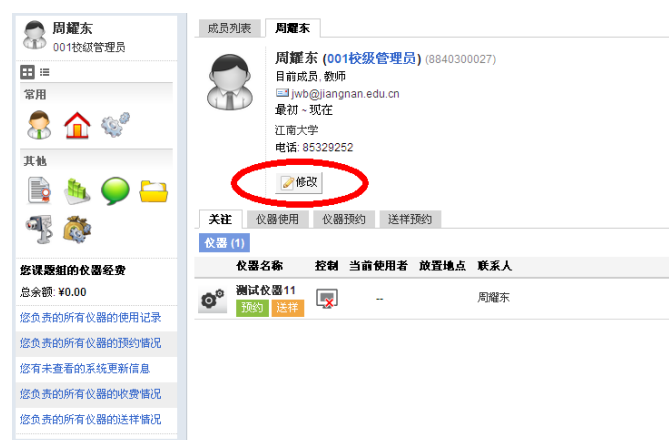 周耀东
001校级管理员
常用
其他
您课题组的仪器经费
总余额: ¥0.00
您负责的所有仪器的使用记录
您负责的所有仪器的预约情况
您有未查看的系统更新信息
您负责的所有仪器的收费情况
您负责的所有仪器的送样情况
成员列表 周耀东
周耀东 (001校级管理员) (8840300027)
目前成员, 教师
jwb@jiangnan.edu.cn
最初 ~ 现在
江南大学
电话: 85329252
修改
关注 仪器使用 仪器预约 送样预约
仪器 (1)
仪器名称 控制 当前使用者 放置地点 联系人
测试仪器11 -- 周耀东
预约 送样